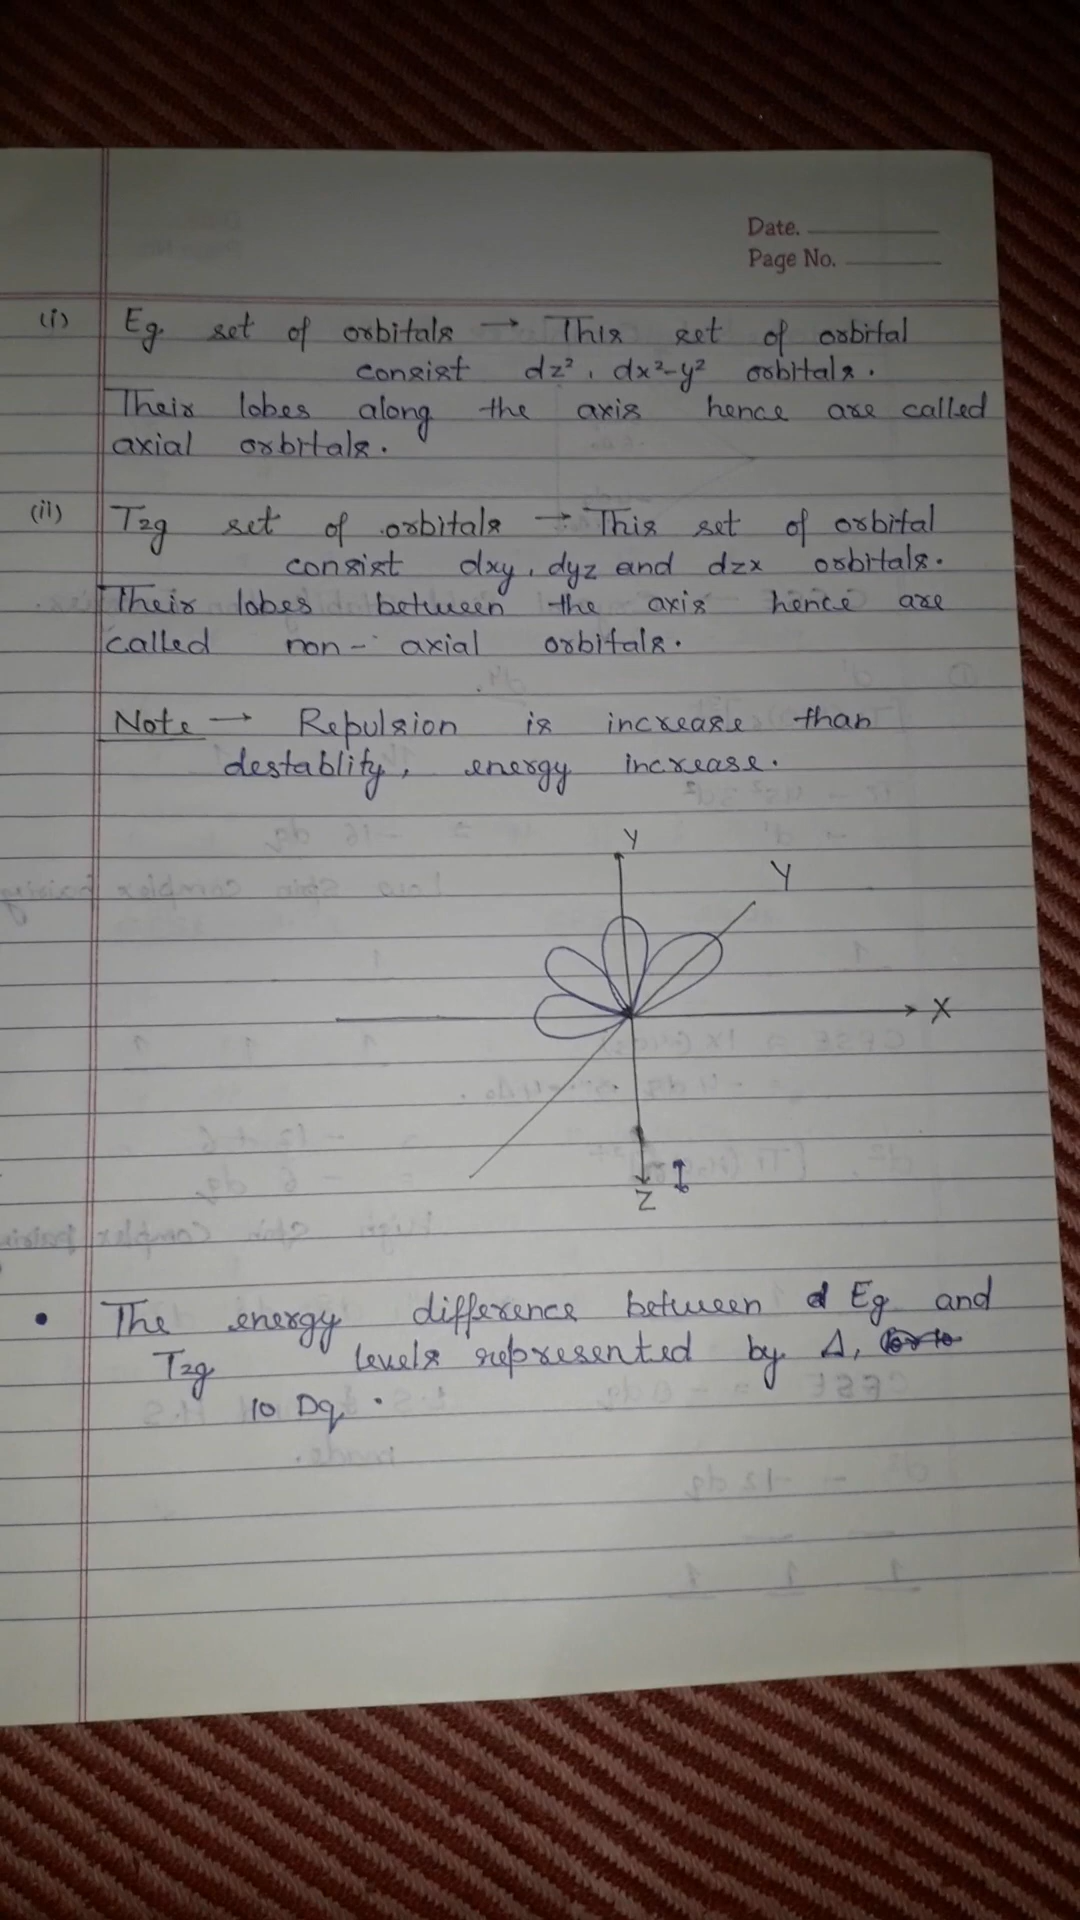 Date.
Page No.
(i) Eg set of orbitals → This set of orbital
consist dz², dx²-y² orbitals.
Their lobes along the axis hence are called
axial orbitals.
(ii) T2g set of orbitals → This set of orbital
consist dxy, dyz and dzx orbitals.
Their lobes between the axis hence are
called non-axial orbitals.
Note → Repulsion is increase than
destablity, energy increase.
Y
Y
X
Z
• The energy difference between Eg and
T2g levels represented by Δ,
10 Dq.